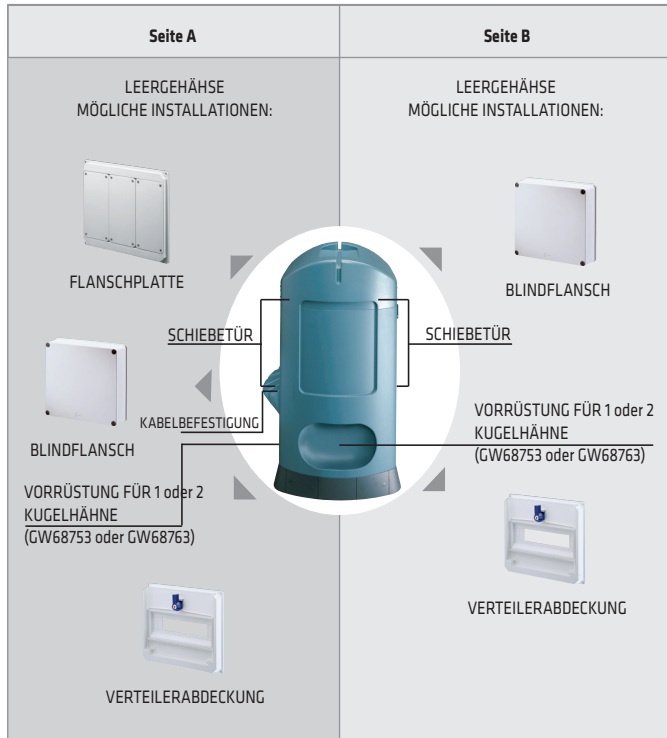 Seite A
Seite B
LEERGEHÄHSE
MÖGLICHE INSTALLATIONEN:
LEERGEHÄHSE
MÖGLICHE INSTALLATIONEN:
FLANSCHPLATTE
BLINDFLANSCH
SCHIEBETÜR
SCHIEBETÜR
KABELBEFESTIGUNG
BLINDFLANSCH
VORRÜSTUNG FÜR 1 oder 2
KUGELHÄHNE
(GW68753 oder GW68763)
VORRÜSTUNG FÜR 1 oder 2
KUGELHÄHNE
(GW68753 oder GW68763)
VERTEILERABDECKUNG
VERTEILERABDECKUNG